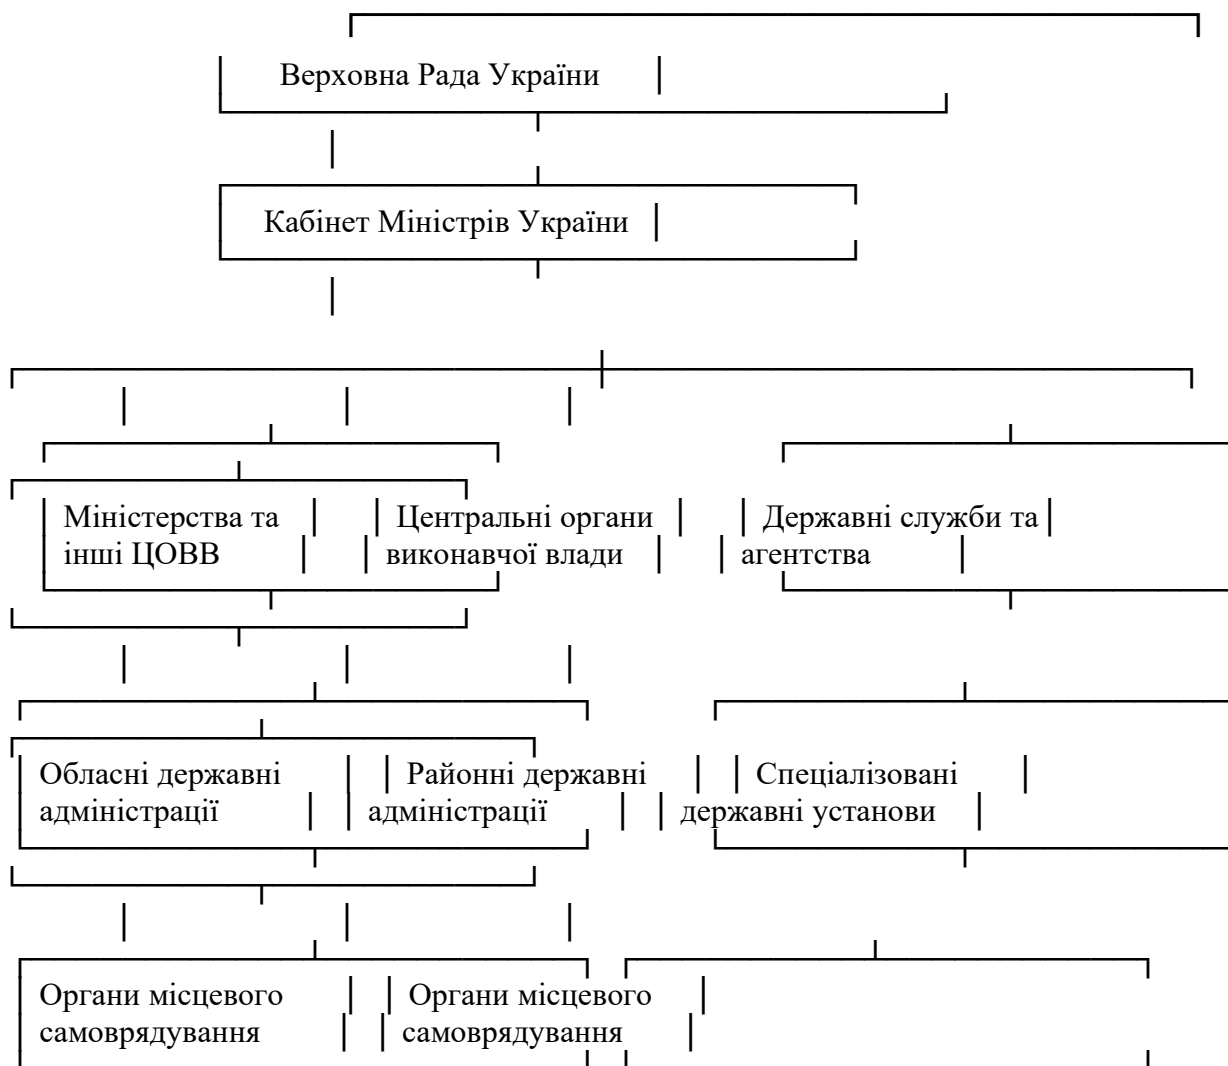 Верховна Рада України
Кабінет Міністрів України
Міністерства та Центральні органи Державні служби та
інші ЦОВВ виконавчої влади агентства
Обласні державні Районні державні Спеціалізовані
адміністрації адміністрації державні установи
Органи місцевого Органи місцевого
самоврядування самоврядування